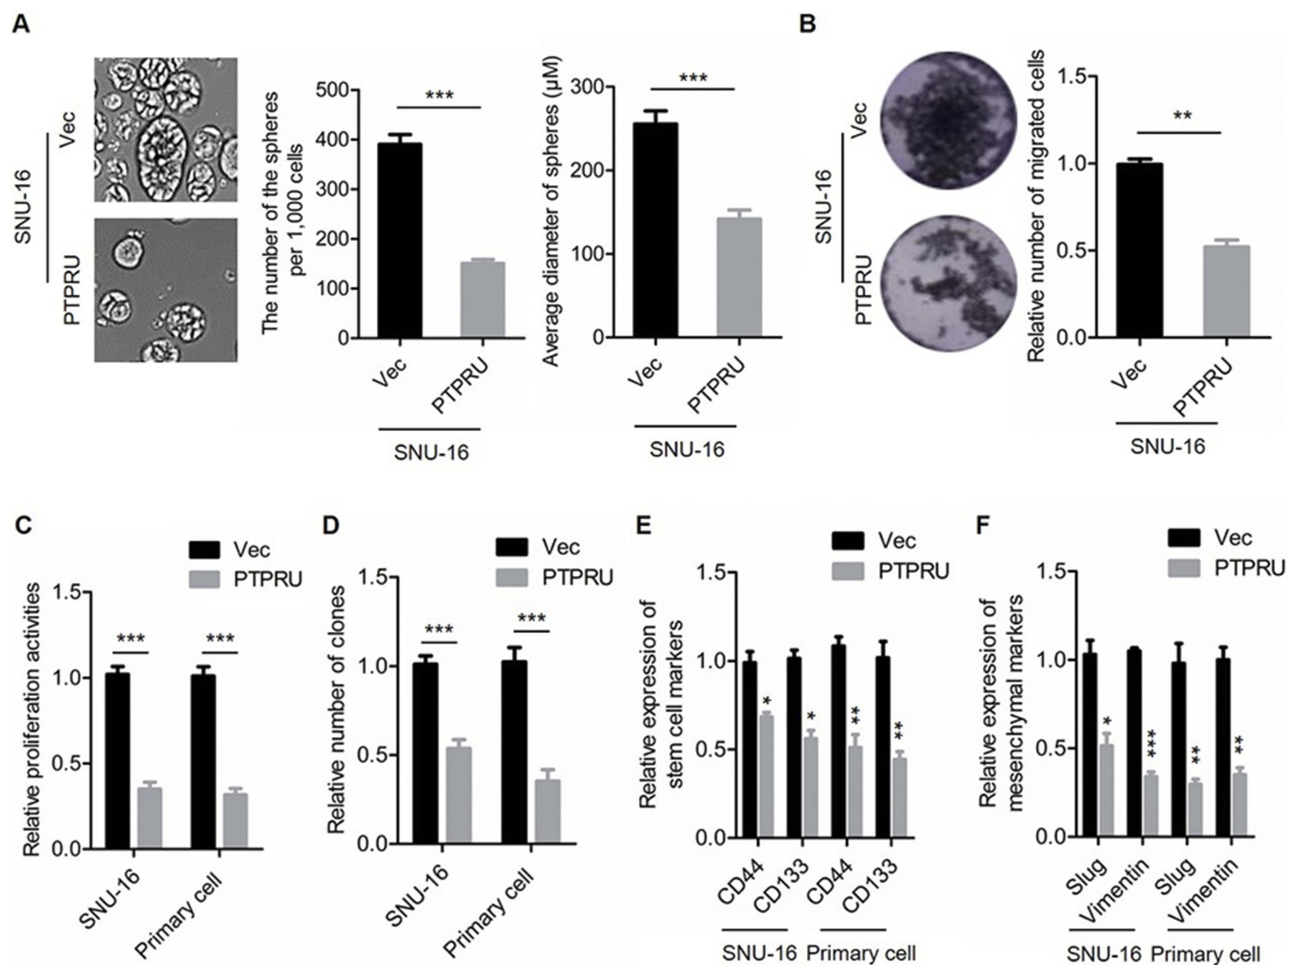 A
Vec
PTPRU
SNU-16
The number of the spheres
per 1,000 cells
500
400
300
200
100
0
***
Vec
PTPRU
SNU-16
Average diameter of spheres (μM)
300
200
100
0
***
Vec
PTPRU
SNU-16
B
Vec
PTPRU
SNU-16
Relative number of migrated cells
1.5
1.0
0.5
0.0
**
Vec
PTPRU
SNU-16
C
Vec
PTPRU
Relative proliferation activities
1.5
1.0
0.5
0.0
***
***
SNU-16
Primary cell
D
Vec
PTPRU
Relative number of clones
1.5
1.0
0.5
0.0
***
***
SNU-16
Primary cell
E
Vec
PTPRU
Relative expression of
stem cell markers
1.5
1.0
0.5
0.0
*
*
**
**
CD44
CD133
CD44
CD133
SNU-16
Primary cell
F
Vec
PTPRU
Relative expression of
mesenchymal markers
1.5
1.0
0.5
0.0
*
***
**
**
Slug
Vimentin
Slug
Vimentin
SNU-16
Primary cell